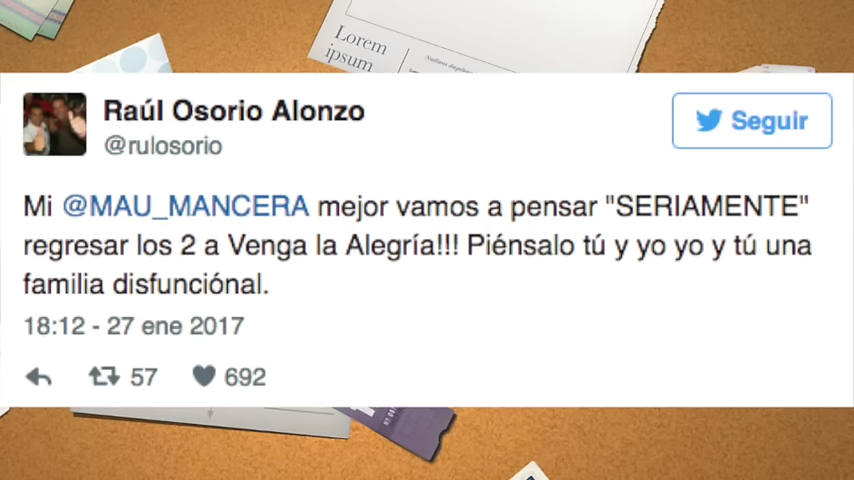 Lorem
ipsum
Raúl Osorio Alonzo
@rulosorio
Seguir
Mi @MAU_MANCERA mejor vamos a pensar "SERIAMENTE"
regresar los 2 a Venga la Alegría!!! Piénsalo tú y yo yo y tú una
familia disfunciónal.
18:12 - 27 ene 2017
57 692